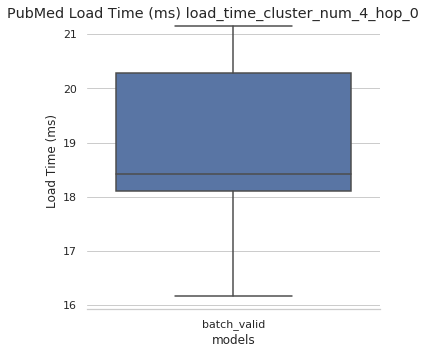 PubMed Load Time (ms) load_time_cluster_num_4_hop_0
21
20
19
18
17
16
Load Time (ms)
batch_valid
models